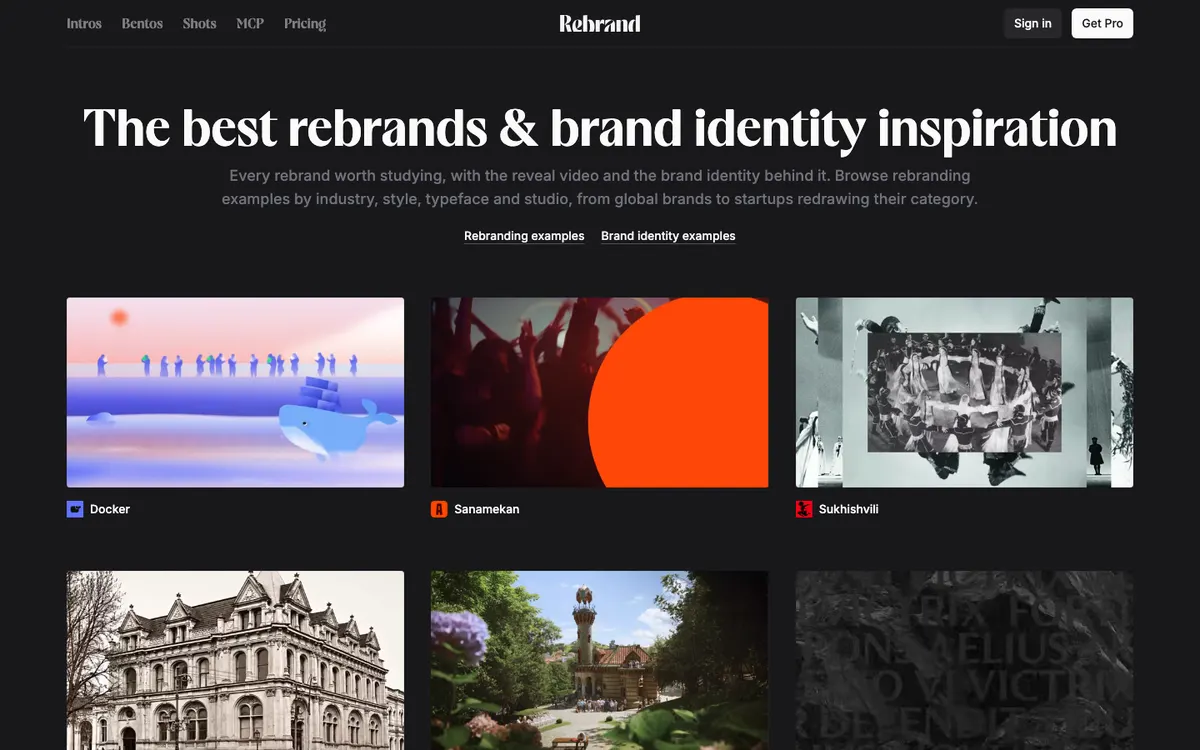 Intros Bentos Shots MCP Pricing Rebrand Sign in Get Pro
The best rebrands & brand identity inspiration
Every rebrand worth studying, with the reveal video and the brand identity behind it. Browse rebranding
examples by industry, style, typeface and studio, from global brands to startups redrawing their category.
Rebranding examples Brand identity examples
Docker Sanamekan Sukhishvili